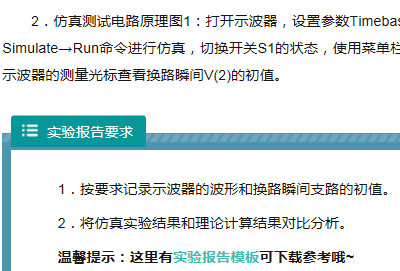 2．仿真测试电路原理图1：打开示波器，设置参数Timebas
Simulate→Run命令进行仿真，切换开关S1的状态，使用菜单栏
示波器的测量光标查看换路瞬间V(2)的初值。
实验报告要求
1．按要求记录示波器的波形和换路瞬间支路的初值。
2．将仿真实验结果和理论计算结果对比分析。
温馨提示：这里有实验报告模板可下载参考哦~